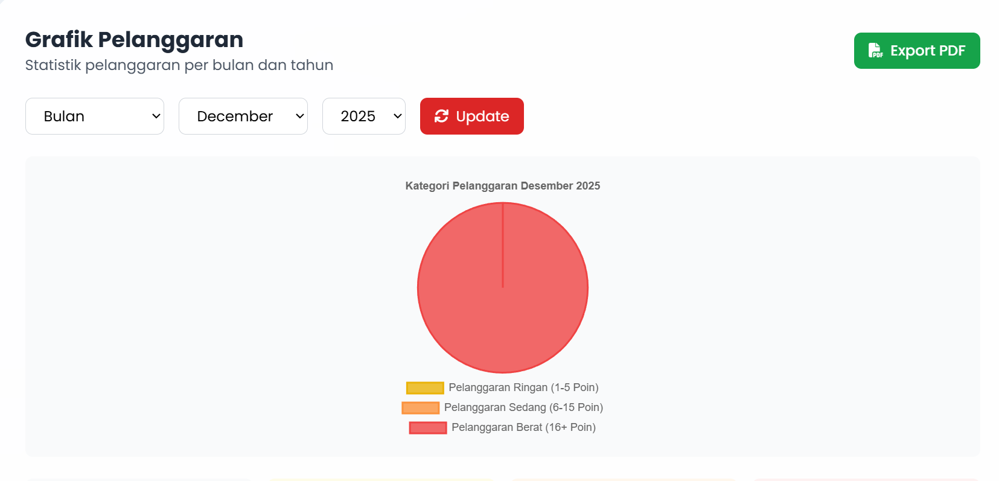 Grafik Pelanggaran
Statistik pelanggaran per bulan dan tahun
PDF Export PDF
Bulan
December
2025
Update
Kategori Pelanggaran Desember 2025
Pelanggaran Ringan (1-5 Poin)
Pelanggaran Sedang (6-15 Poin)
Pelanggaran Berat (16+ Poin)